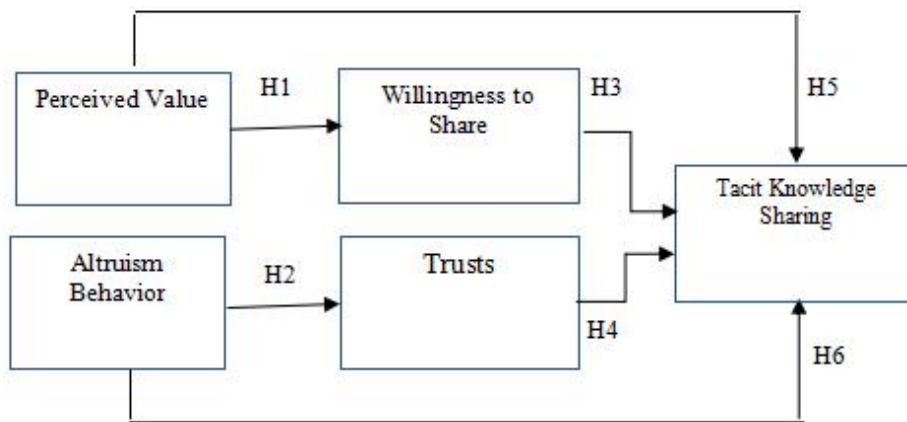 Perceived Value
H1
Willingness to
Share
H3
H5
Tacit Knowledge
Sharing
Altruism
Behavior
H2
Trusts
H4
H6